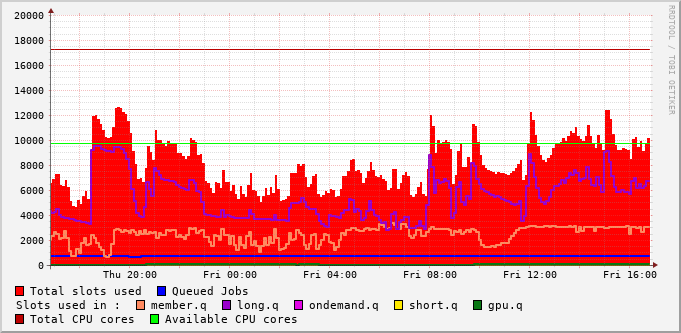 RRDTOOL / TOBI OETIKER
20000
18000
16000
14000
12000
10000
8000
6000
4000
2000
0
Thu 20:00 Fri 00:00 Fri 04:00 Fri 08:00 Fri 12:00 Fri 16:00
Total slots used Queued Jobs
Slots used in : member.q long.q ondemand.q short.q gpu.q
Total CPU cores Available CPU cores